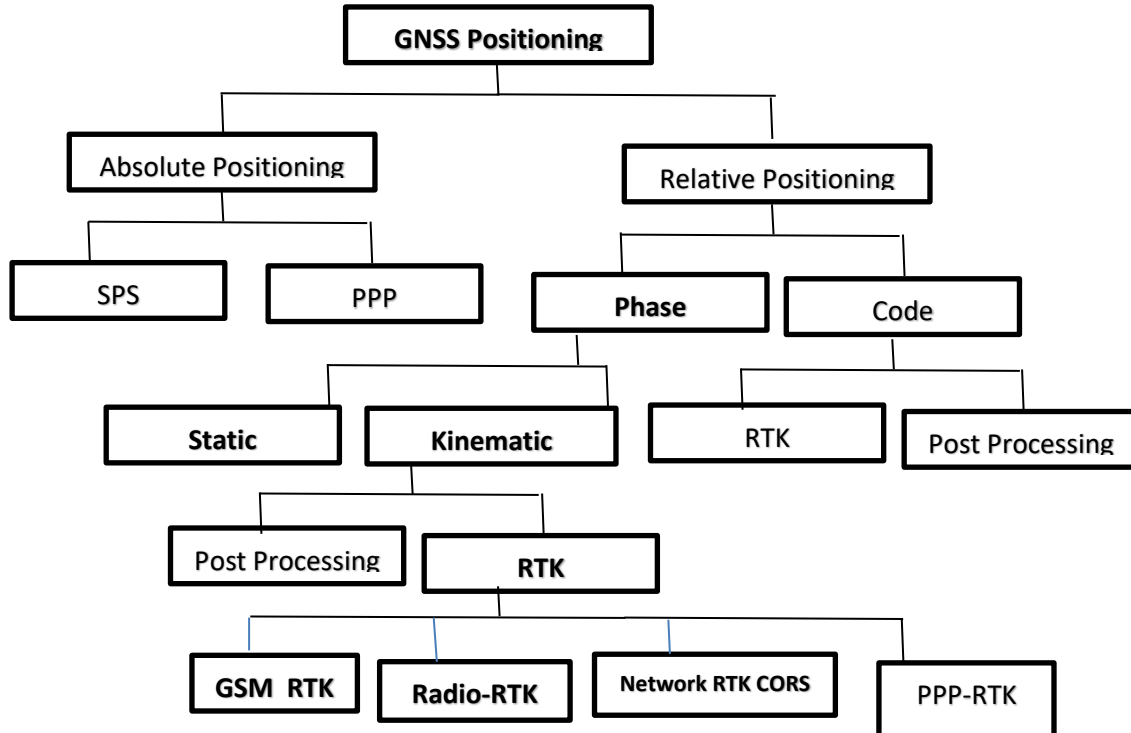 GNSS Positioning
Absolute Positioning
Relative Positioning
SPS
PPP
Phase
Code
Static
Kinematic
RTK
Post Processing
Post Processing
RTK
GSM RTK
Radio-RTK
Network RTK CORS
PPP-RTK